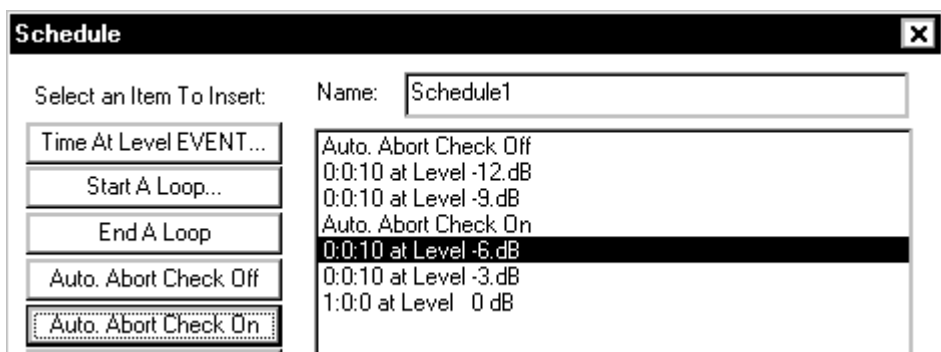 Schedule
Select an Item To Insert:
Name: Schedule1
Time At Level EVENT...
Start A Loop...
End A Loop
Auto. Abort Check Off
Auto. Abort Check On
Auto. Abort Check Off
0:0:10 at Level -12.dB
0:0:10 at Level -9.dB
Auto. Abort Check On
0:0:10 at Level -6.dB
0:0:10 at Level -3.dB
1:0:0 at Level   0 dB